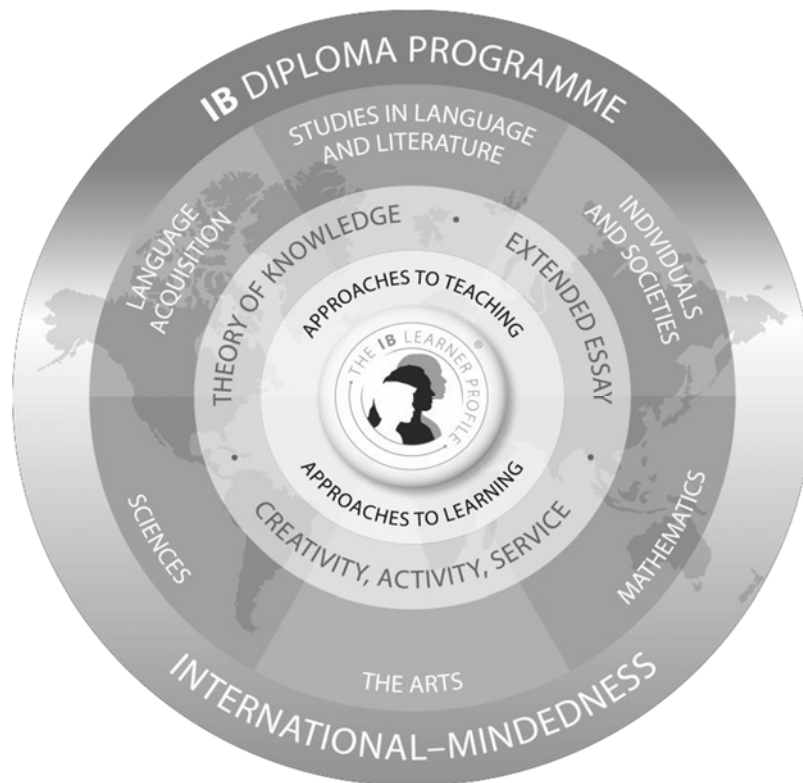 IB DIPLOMA PROGRAMME
STUDIES IN LANGUAGE
AND LITERATURE
LANGUAGE
ACQUISITION
INDIVIDUALS
AND SOCIETIES
THEORY OF KNOWLEDGE
EXTENDED ESSAY
APPROACHES TO TEACHING
THE IB LEARNER PROFILE
®
APPROACHES TO LEARNING
CREATIVITY, ACTIVITY, SERVICE
SCIENCES
MATHEMATICS
THE ARTS
INTERNATIONAL–MINDEDNESS